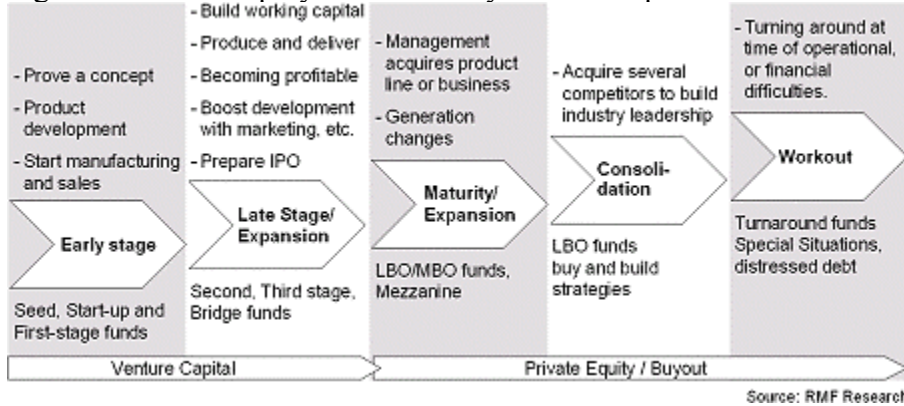 - Prove a concept
- Product
development
- Start manufacturing
and sales
Early stage
Seed, Start-up and
First-stage funds
- Build working capital
- Produce and deliver
- Becoming profitable
- Boost development
with marketing, etc.
- Prepare IPO
Late Stage/
Expansion
Second, Third stage,
Bridge funds
- Management
acquires product
line or business
- Generation
changes
Maturity/
Expansion
LBO/MBO funds,
Mezzanine
- Acquire several
competitors to build
industry leadership
Consoli-
dation
LBO funds
buy and build
strategies
- Turning around at
time of operational,
or financial
difficulties.
Workout
Turnaround funds
Special Situations,
distressed debt
Venture Capital
Private Equity / Buyout
Source: RMF Research